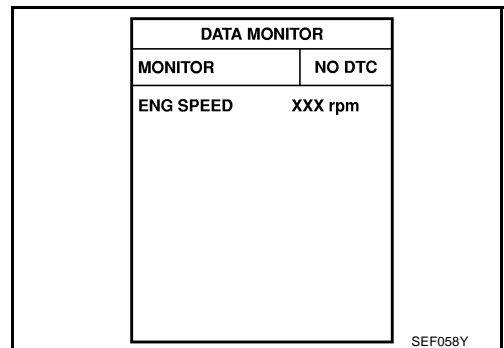 DATA MONITOR
MONITOR NO DTC
ENG SPEED XXX rpm
SEF058Y